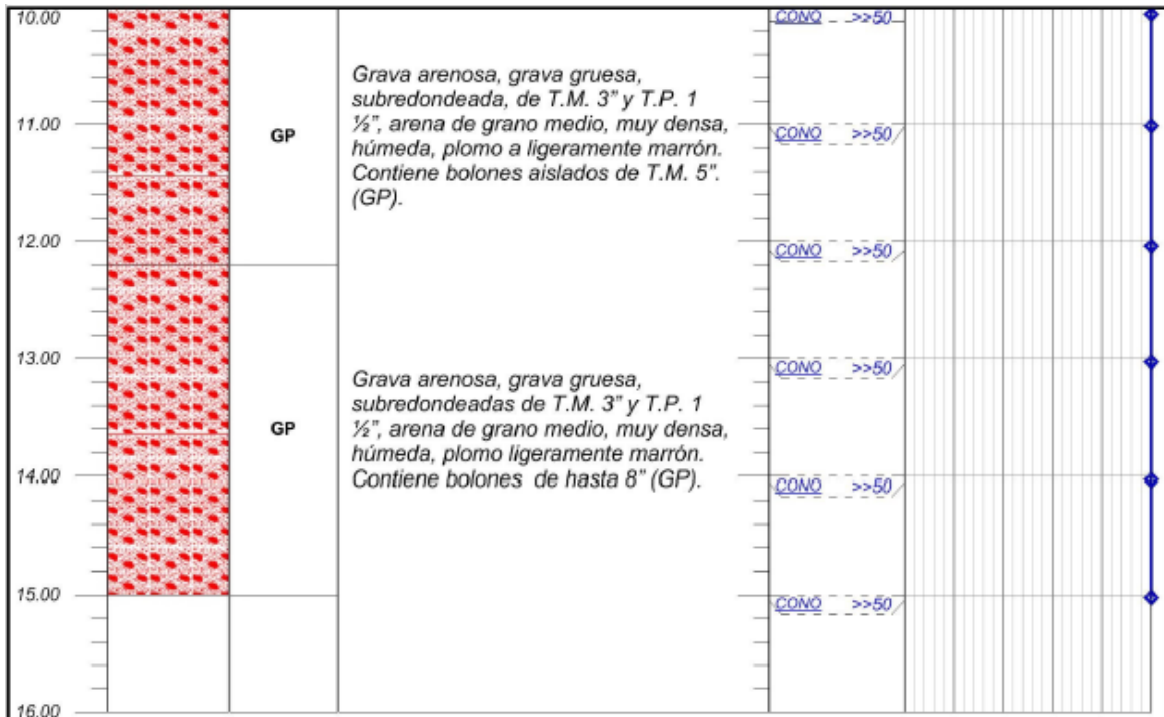 10.00
CONO >>50
Grava arenosa, grava gruesa,
subredondeada, de T.M. 3" y T.P. 1
½", arena de grano medio, muy densa,
húmeda, plomo a ligeramente marrón.
Contiene bolones aislados de T.M. 5".
(GP).
11.00
GP
CONO >>50
12.00
CONO >>50
13.00
CONO >>50
Grava arenosa, grava gruesa,
subredondeadas de T.M. 3" y T.P. 1
½", arena de grano medio, muy densa,
húmeda, plomo ligeramente marrón.
Contiene bolones de hasta 8" (GP).
GP
14.00
CONO >>50
15.00
CONO >>50
16.00